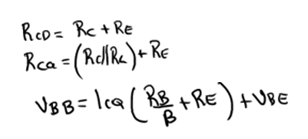 RCD = RC + RE
RCa = (RC//RL) + RE
VBB = ICQ (RB/β + RE) + VBE